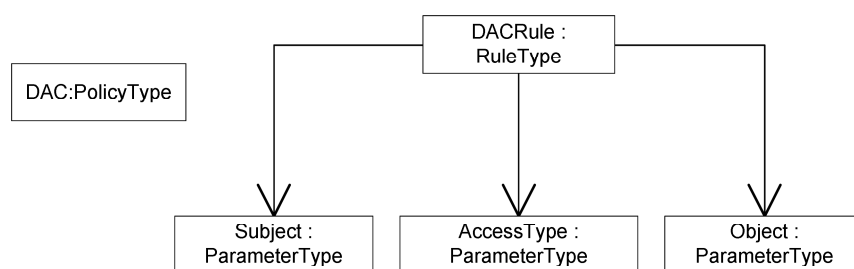 DACRule :
RuleType
DAC:PolicyType
Subject :
ParameterType
AccessType :
ParameterType
Object :
ParameterType